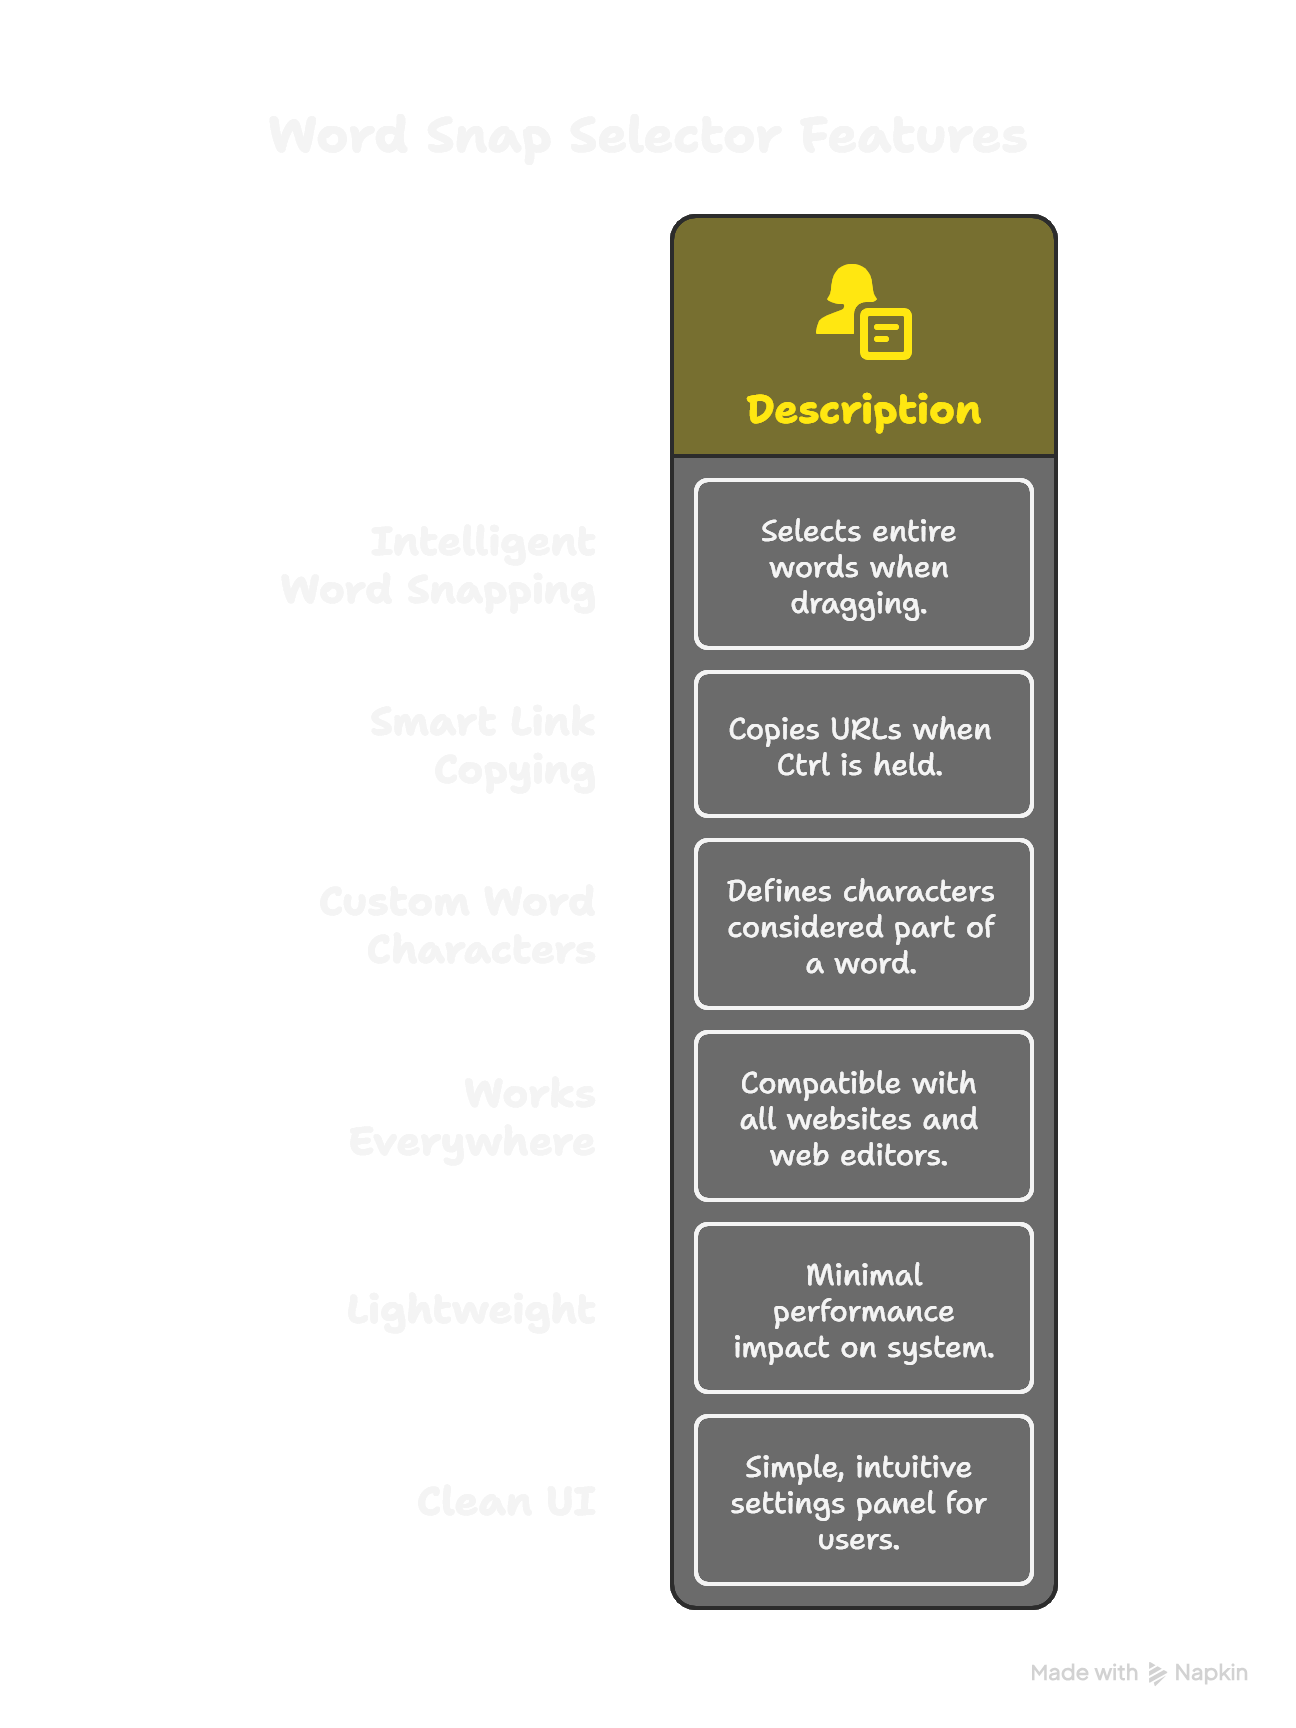 Word Snap Selector Features
Description
Intelligent
Word Snapping
Selects entire
words when
dragging.
Smart Link
Copying
Copies URLs when
Ctrl is held.
Custom Word
Characters
Defines characters
considered part of
a word.
Works
Everywhere
Compatible with
all websites and
web editors.
Lightweight
Minimal
performance
impact on system.
Clean UI
Simple, intuitive
settings panel for
users.
Made with Napkin